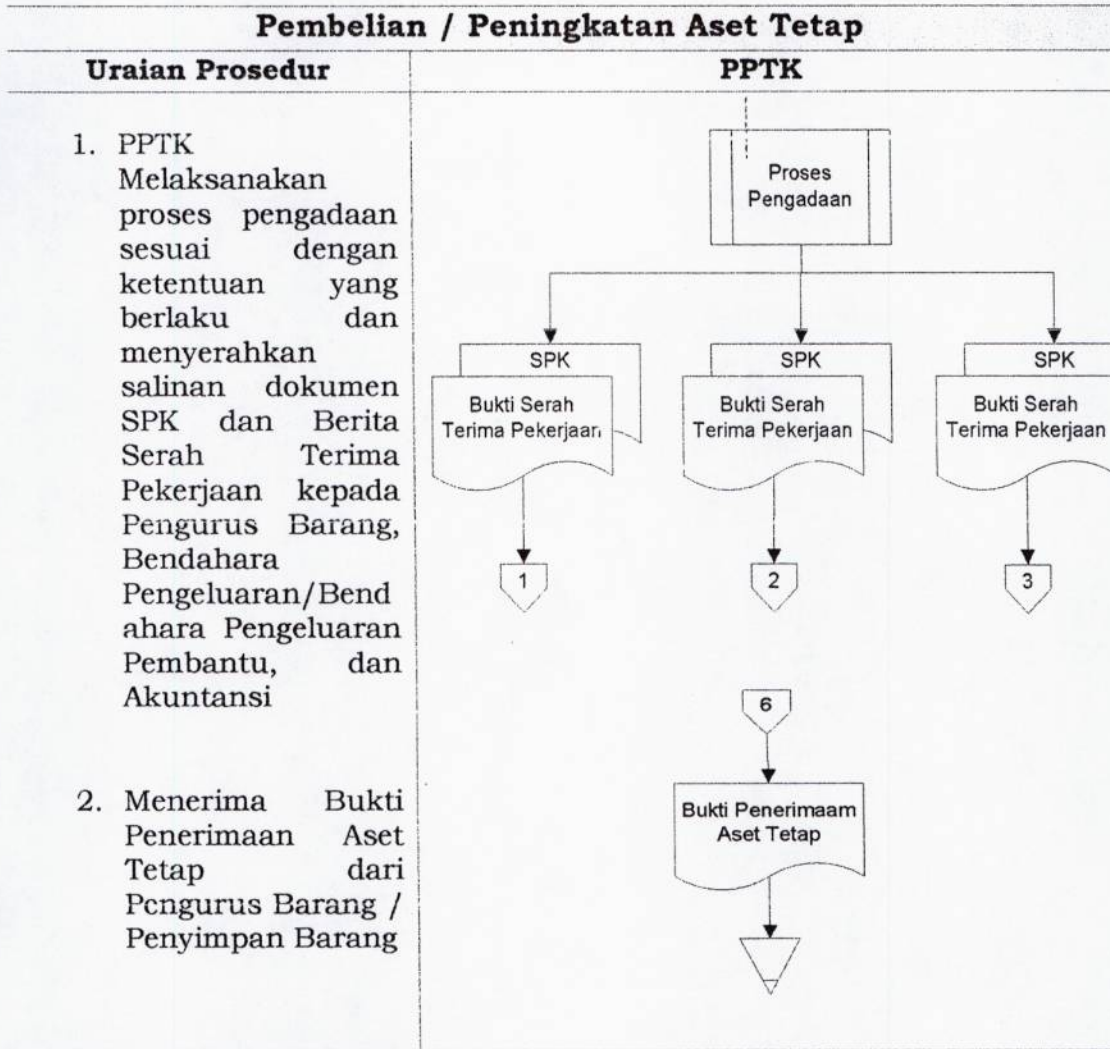 Pembelian / Peningkatan Aset Tetap
Uraian Prosedur
PPTK
1. PPTK
Melaksanakan
proses pengadaan
sesuai dengan
ketentuan yang
berlaku dan
menyerahkan
salinan dokumen
SPK dan Berita
Serah Terima
Pekerjaan kepada
Pengurus Barang,
Bendahara
Pengeluaran/Bend
ahara Pengeluaran
Pembantu, dan
Akuntansi
2. Menerima Bukti
Penerimaan Aset
Tetap dari
Pengurus Barang /
Penyimpan Barang
Proses
Pengadaan
SPK
Bukti Serah
Terima Pekerjaan
1
SPK
Bukti Serah
Terima Pekerjaan
2
SPK
Bukti Serah
Terima Pekerjaan
3
6
Bukti Penerimaam
Aset Tetap